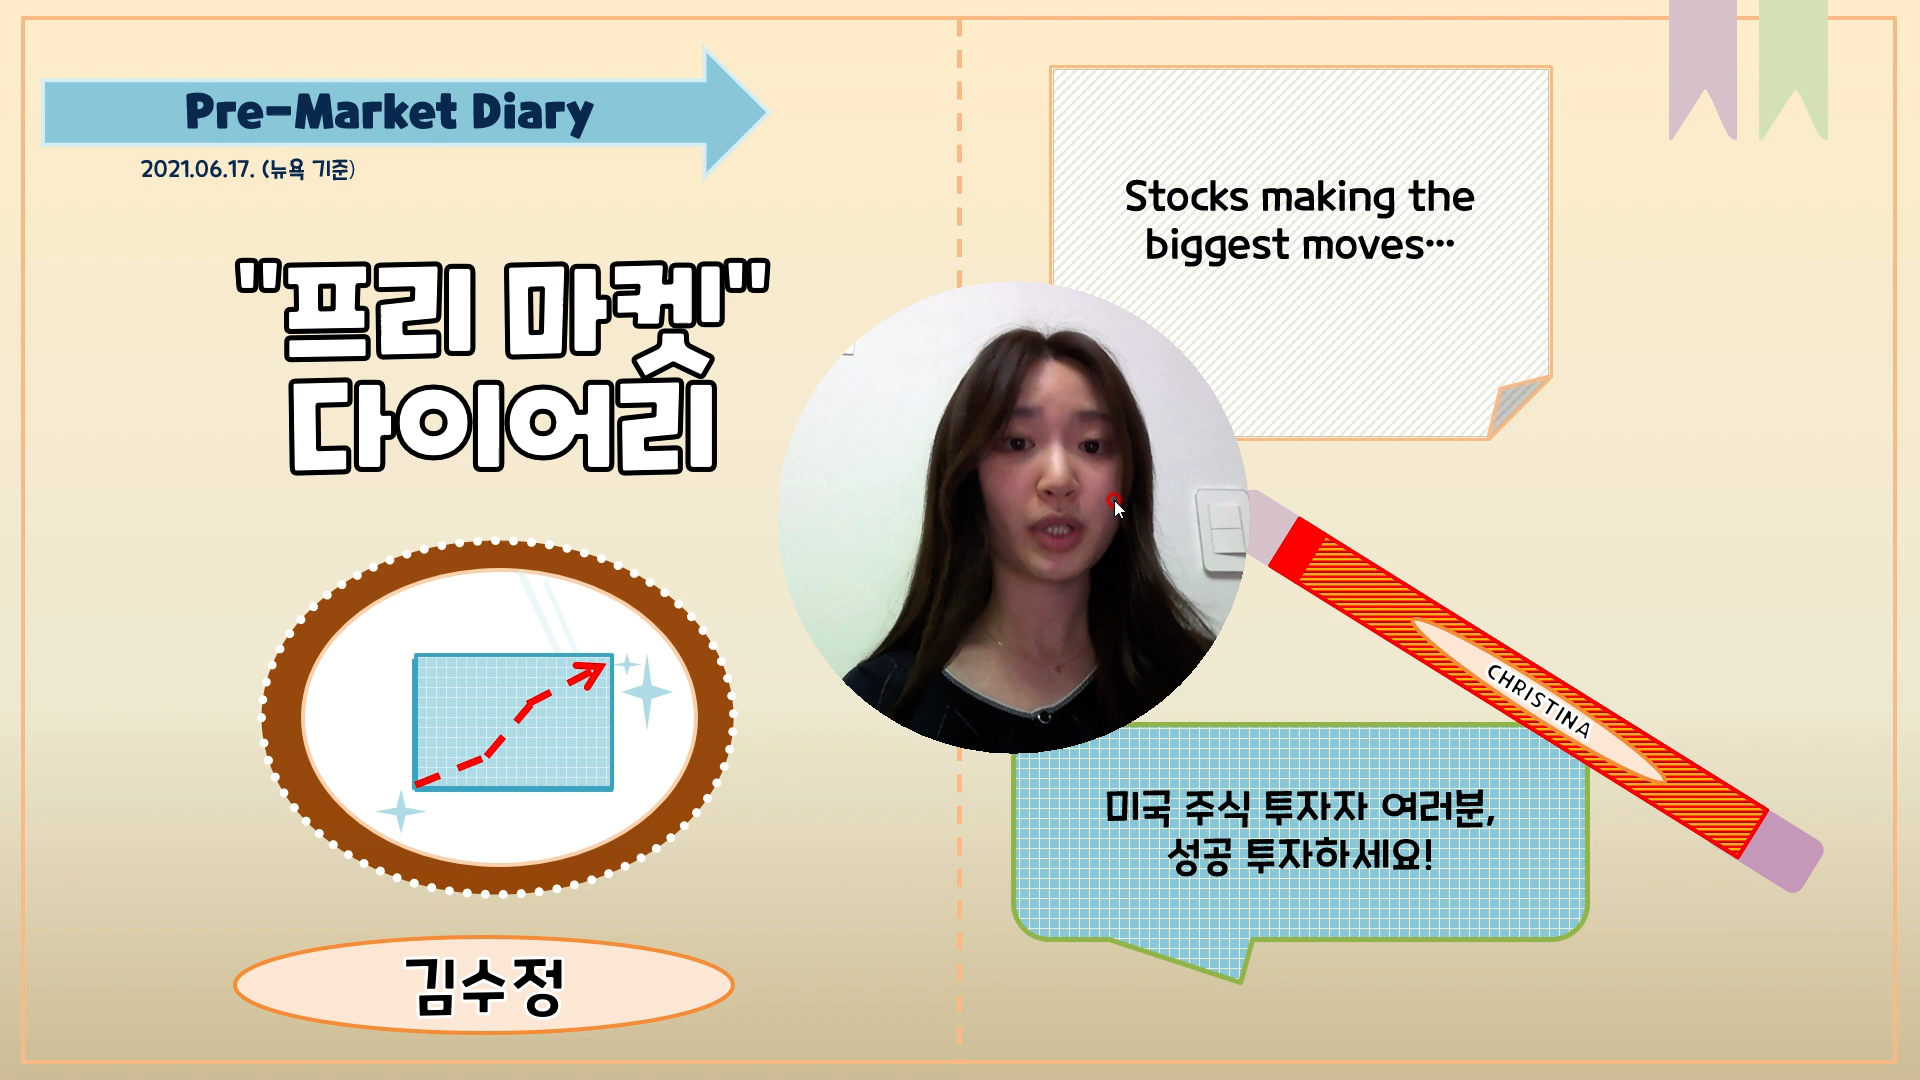 Pre-Market Diary
2021.06.17. (뉴욕 기준)
"프리 마켓"
다이어리
김수정
Stocks making the
biggest moves…
CHRISTINA
미국 주식 투자자 여러분,
성공 투자하세요!